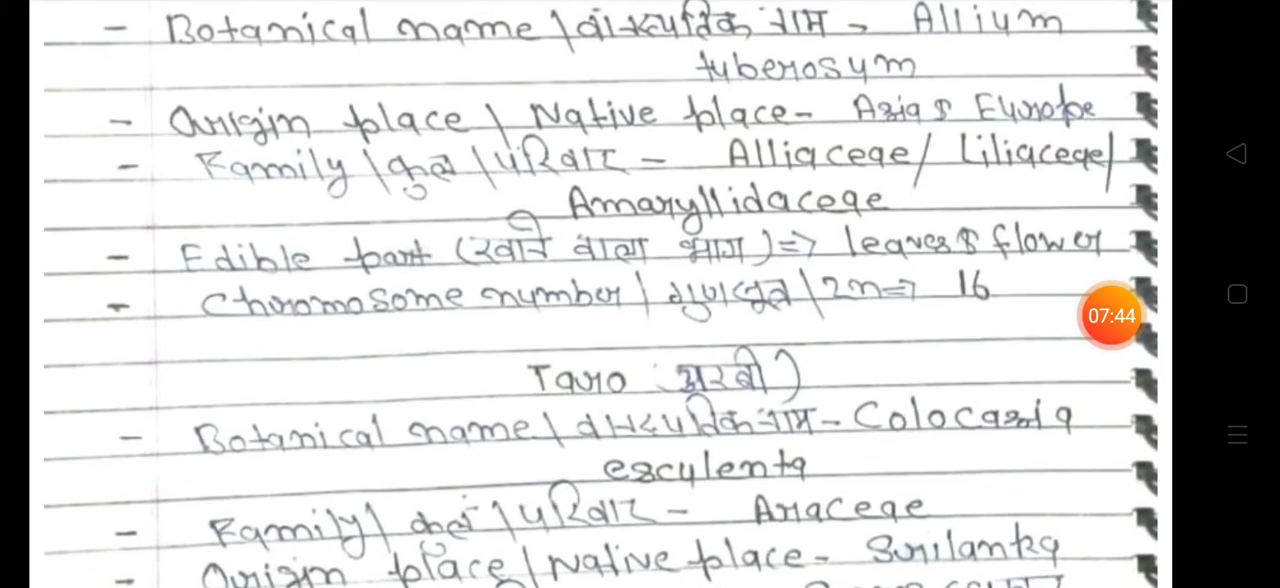 - Botanical name | वानस्पतिक नाम - Allium
tuberosum
- Origin place | Native place - Asia & Europe
- Family | कुल | परिवार - Alliaceae/ Liliaceae/
Amaryllidaceae
- Edible part (खाने वाला भाग) => leaves & flower
- Chromosome number | गुणसूत्र | 2n => 16
07:44
Taro अरबी)
- Botanical name | वानस्पतिक नाम - Colocasia
esculenta
- Family | कुल | परिवार - Araceae
- Origin place | Native place - Srilanka